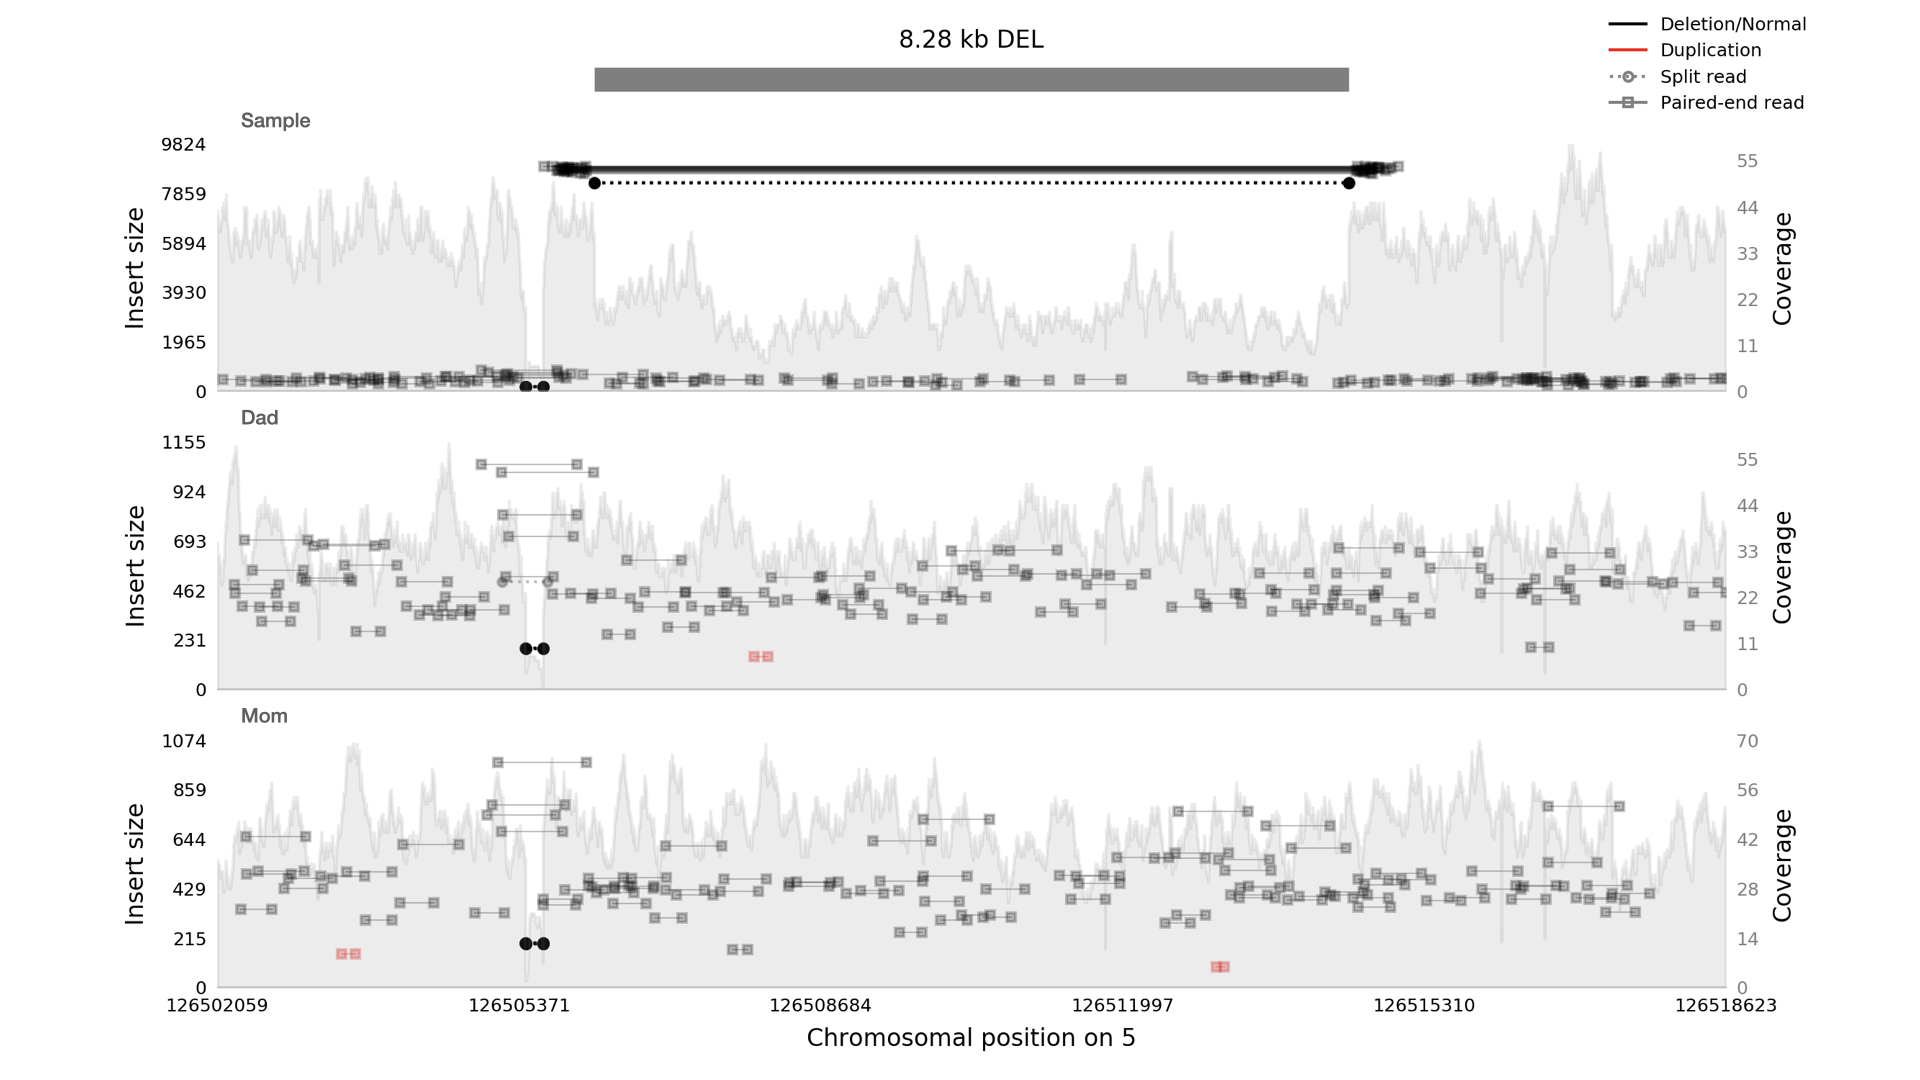 8.28 kb DEL
Deletion/Normal
Duplication
Split read
Paired-end read
Sample
9824
7859
5894
3930
1965
0
Insert size
55
44
33
22
11
0
Coverage
Dad
1155
924
693
462
231
0
Insert size
55
44
33
22
11
0
Coverage
Mom
1074
859
644
429
215
0
Insert size
70
56
42
28
14
0
Coverage
126502059 126505371 126508684 126511997 126515310 126518623
Chromosomal position on 5